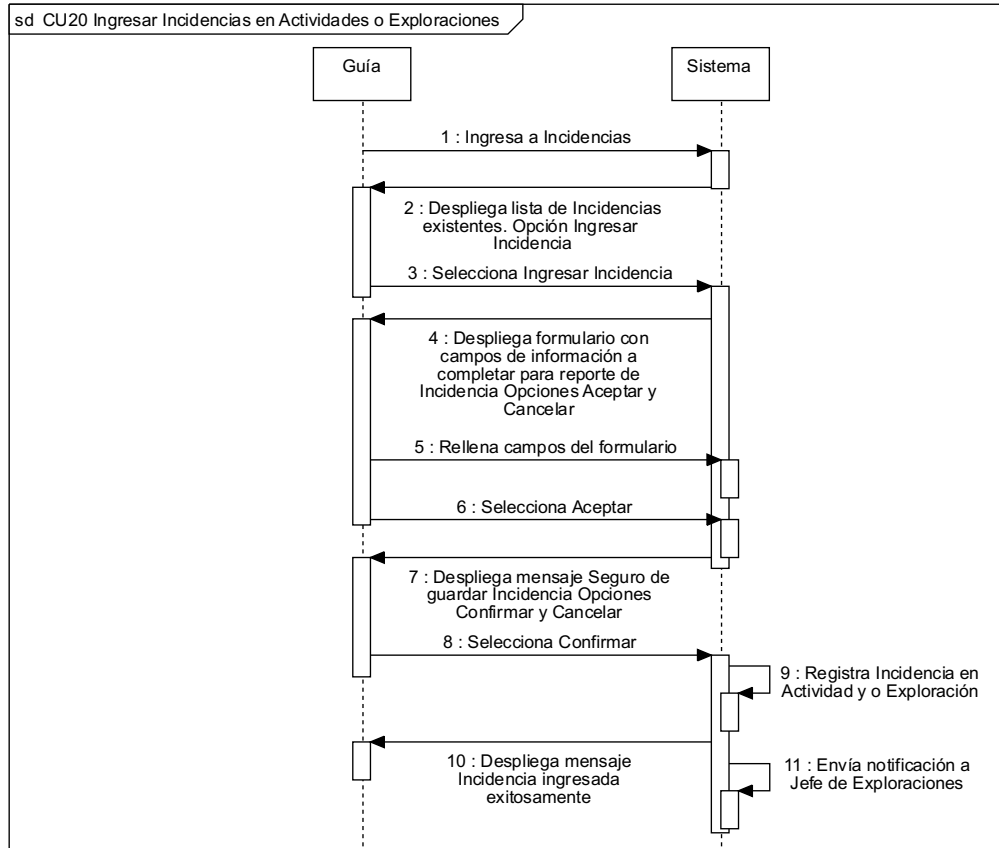 sd CU20 Ingresar Incidencias en Actividades o Exploraciones
Guía
Sistema
1 : Ingresa a Incidencias
2 : Despliega lista de Incidencias
existentes. Opción Ingresar
Incidencia
3 : Selecciona Ingresar Incidencia
4 : Despliega formulario con
campos de información a
completar para reporte de
Incidencia Opciones Aceptar y
Cancelar
5 : Rellena campos del formulario
6 : Selecciona Aceptar
7 : Despliega mensaje Seguro de
guardar Incidencia Opciones
Confirmar y Cancelar
8 : Selecciona Confirmar
9 : Registra Incidencia en
Actividad y o Exploración
10 : Despliega mensaje
Incidencia ingresada
exitosamente
11 : Envía notificación a
Jefe de Exploraciones